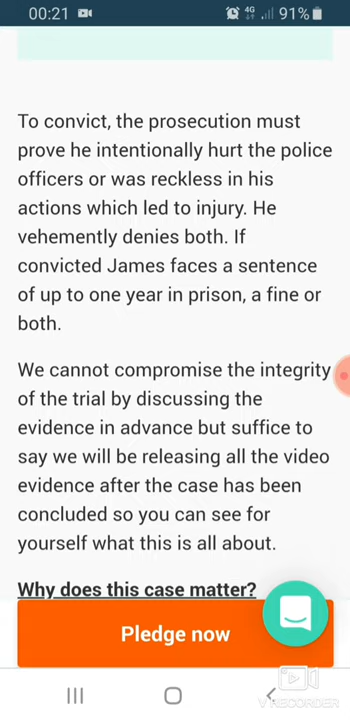 00:21 4G 91%
To convict, the prosecution must
prove he intentionally hurt the police
officers or was reckless in his
actions which led to injury. He
vehemently denies both. If
convicted James faces a sentence
of up to one year in prison, a fine or
both.
We cannot compromise the integrity
of the trial by discussing the
evidence in advance but suffice to
say we will be releasing all the video
evidence after the case has been
concluded so you can see for
yourself what this is all about.
Why does this case matter?
Pledge now
V RECORDER